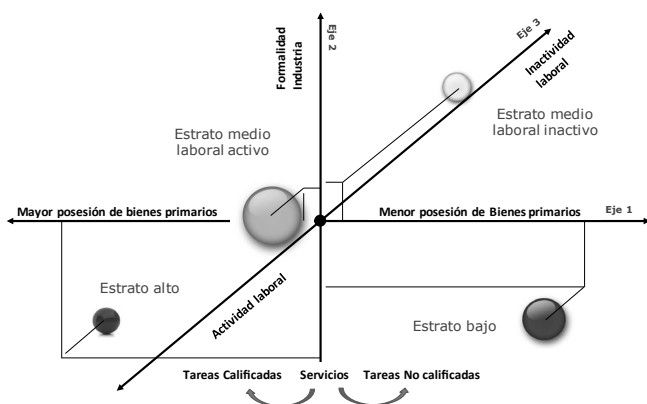 Formalidad
Industria
Eje 2
Eje 3
Inactividad
laboral
Estrato medio
laboral activo
Estrato medio
laboral inactivo
Mayor posesión de bienes primarios
Menor posesión de Bienes primarios
Eje 1
Estrato alto
Actividad laboral
Estrato bajo
Tareas Calificadas
Servicios
Tareas No calificadas